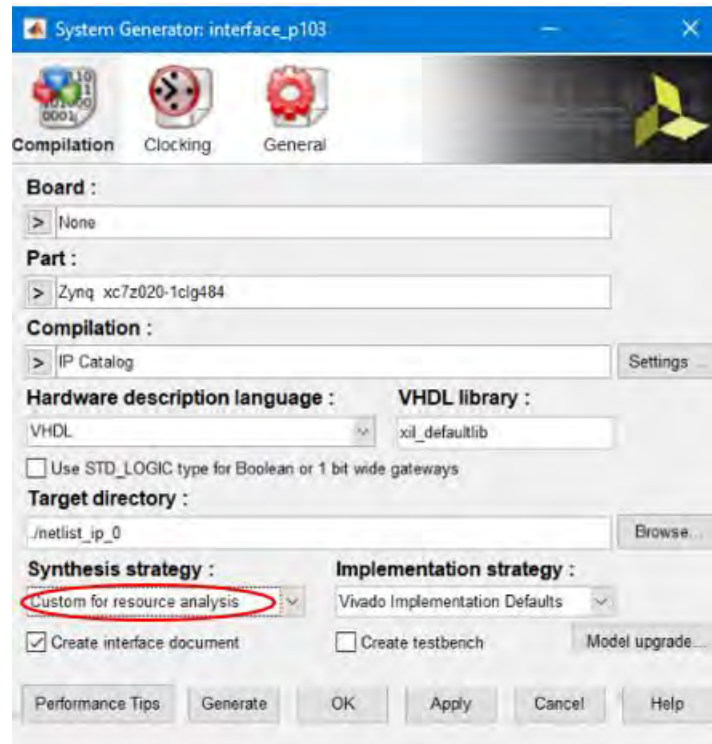 System Generator: interface_p103
Compilation Clocking General
Board :
> None
Part :
> Zynq xc7z020-1clg484
Compilation :
> IP Catalog Settings ...
Hardware description language : VHDL library :
VHDL xil_defaultlib
Use STD_LOGIC type for Boolean or 1 bit wide gateways
Target directory :
./netlist_ip_0 Browse...
Synthesis strategy : Implementation strategy :
Custom for resource analysis Vivado Implementation Defaults
Create interface document Create testbench Model upgrade...
Performance Tips Generate OK Apply Cancel Help